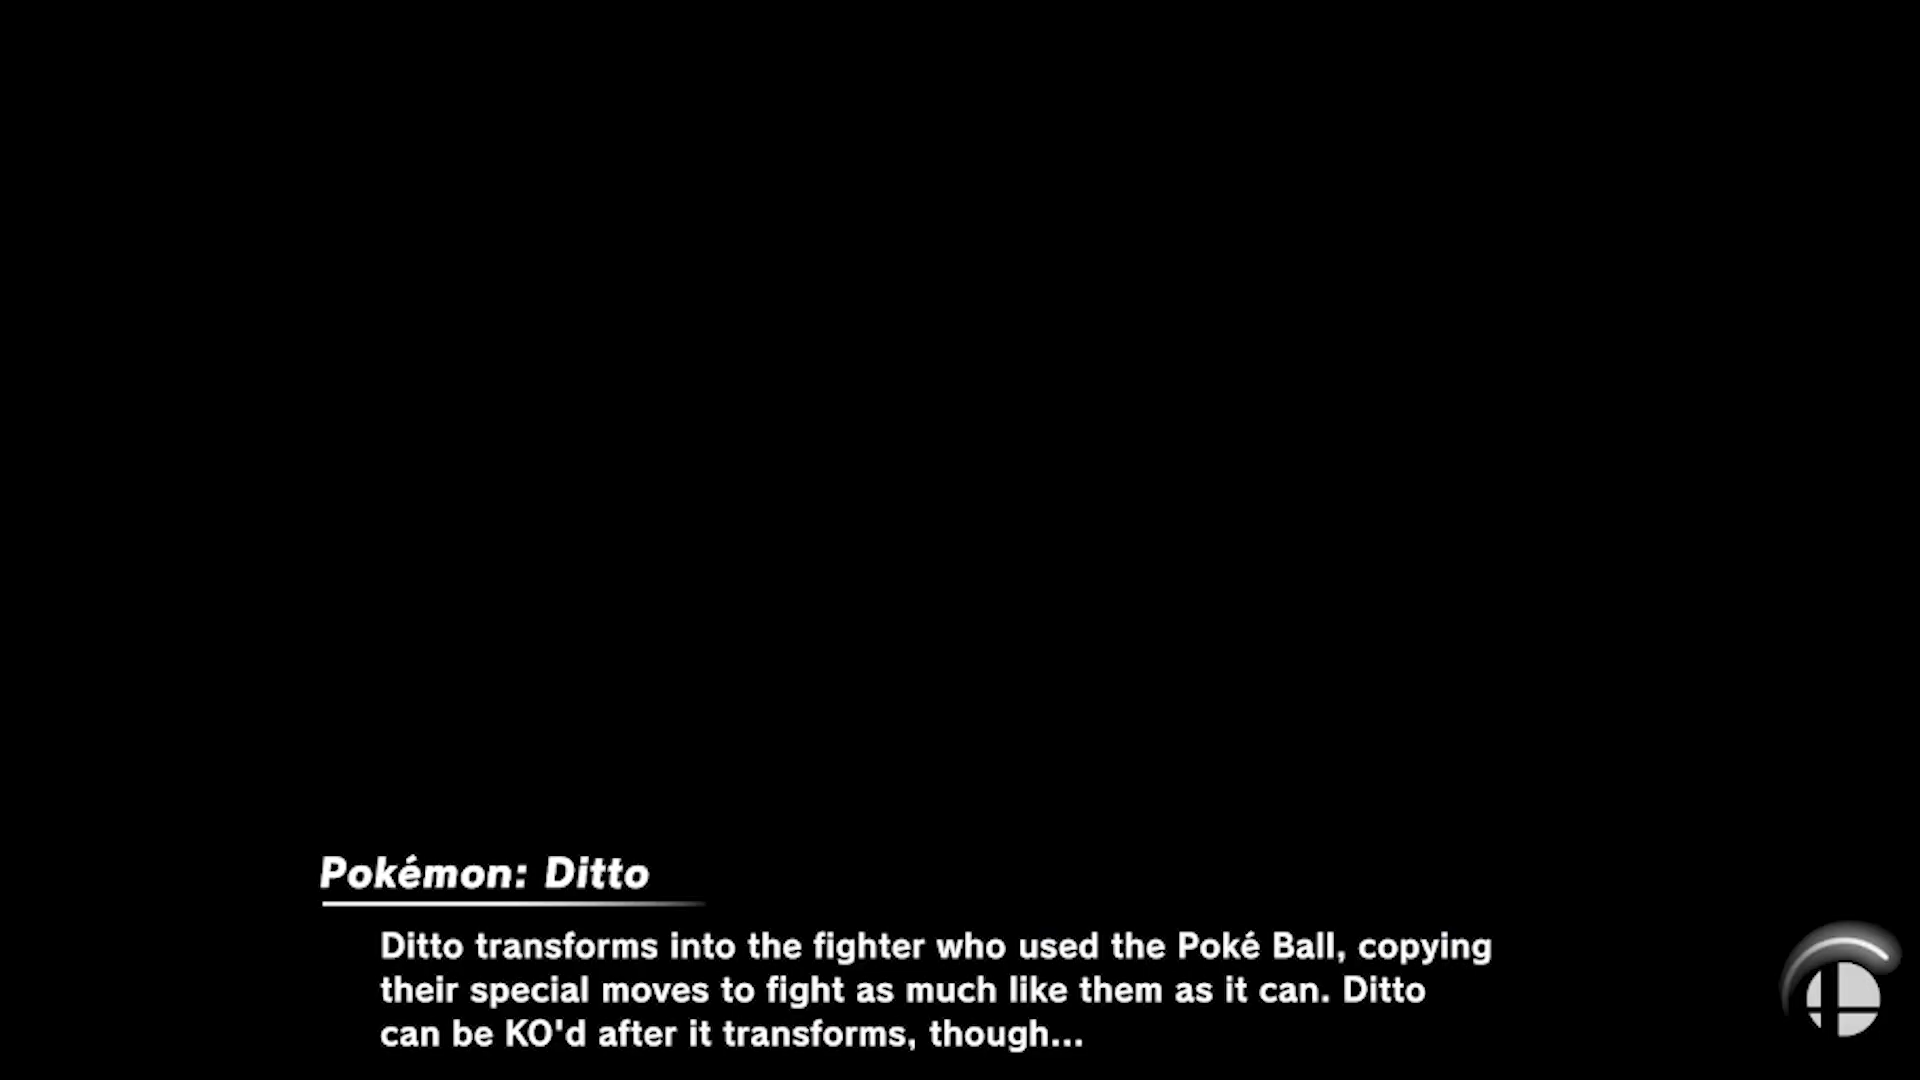 Pokémon: Ditto
Ditto transforms into the fighter who used the Poké Ball, copying
their special moves to fight as much like them as it can. Ditto
can be KO'd after it transforms, though...